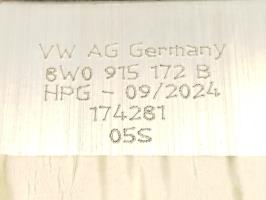 VW AG Germany
8W0 915 172 B
HPG - 09/2024
174281
05S